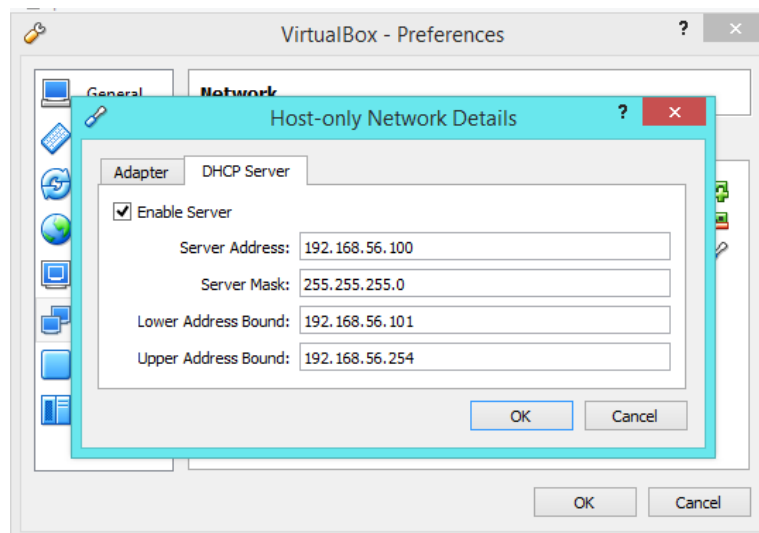 VirtualBox - Preferences ? ×
General
Network
Host-only Network Details ? ×
Adapter DHCP Server
Enable Server
Server Address: 192.168.56.100
Server Mask: 255.255.255.0
Lower Address Bound: 192.168.56.101
Upper Address Bound: 192.168.56.254
OK Cancel
OK Cancel